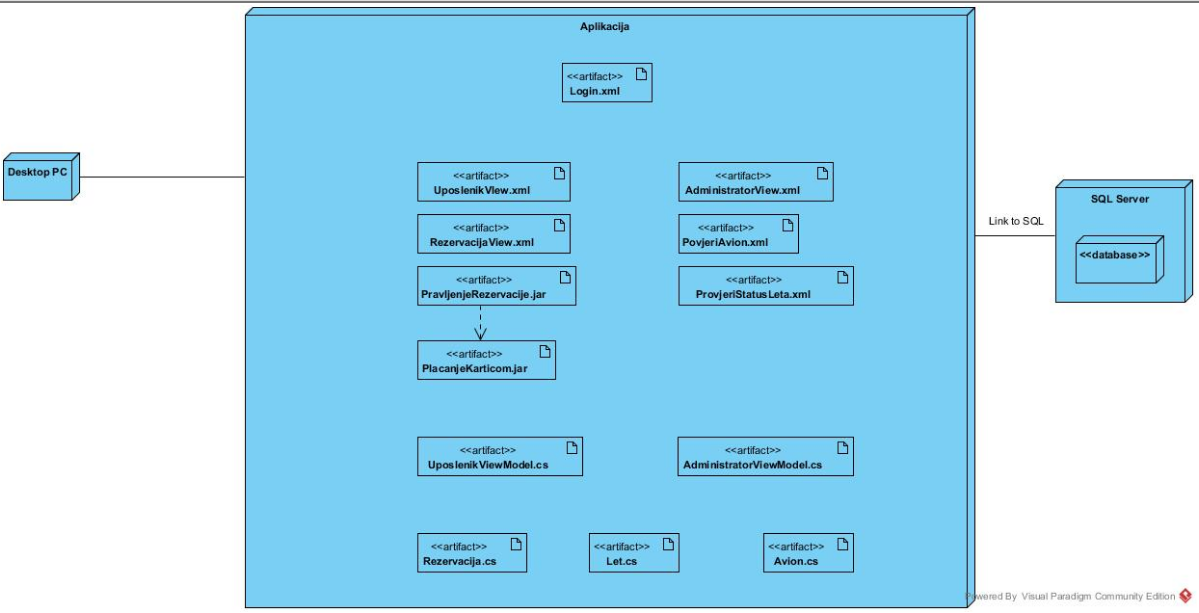 Aplikacija
<<artifact>>
Login.xml
Desktop PC
<<artifact>>
UposlenikVIew.xml
<<artifact>>
AdministratorView.xml
<<artifact>>
RezervacijaView.xml
<<artifact>>
PovjeriAvion.xml
<<artifact>>
PravljenjeRezervacije.jar
<<artifact>>
ProvjeriStatusLeta.xml
<<artifact>>
PlacanjeKarticom.jar
Link to SQL
SQL Server
<<database>>
<<artifact>>
UposlenikViewModel.cs
<<artifact>>
AdministratorViewModel.cs
<<artifact>>
Rezervacija.cs
<<artifact>>
Let.cs
<<artifact>>
Avion.cs
Powered By Visual Paradigm Community Edition